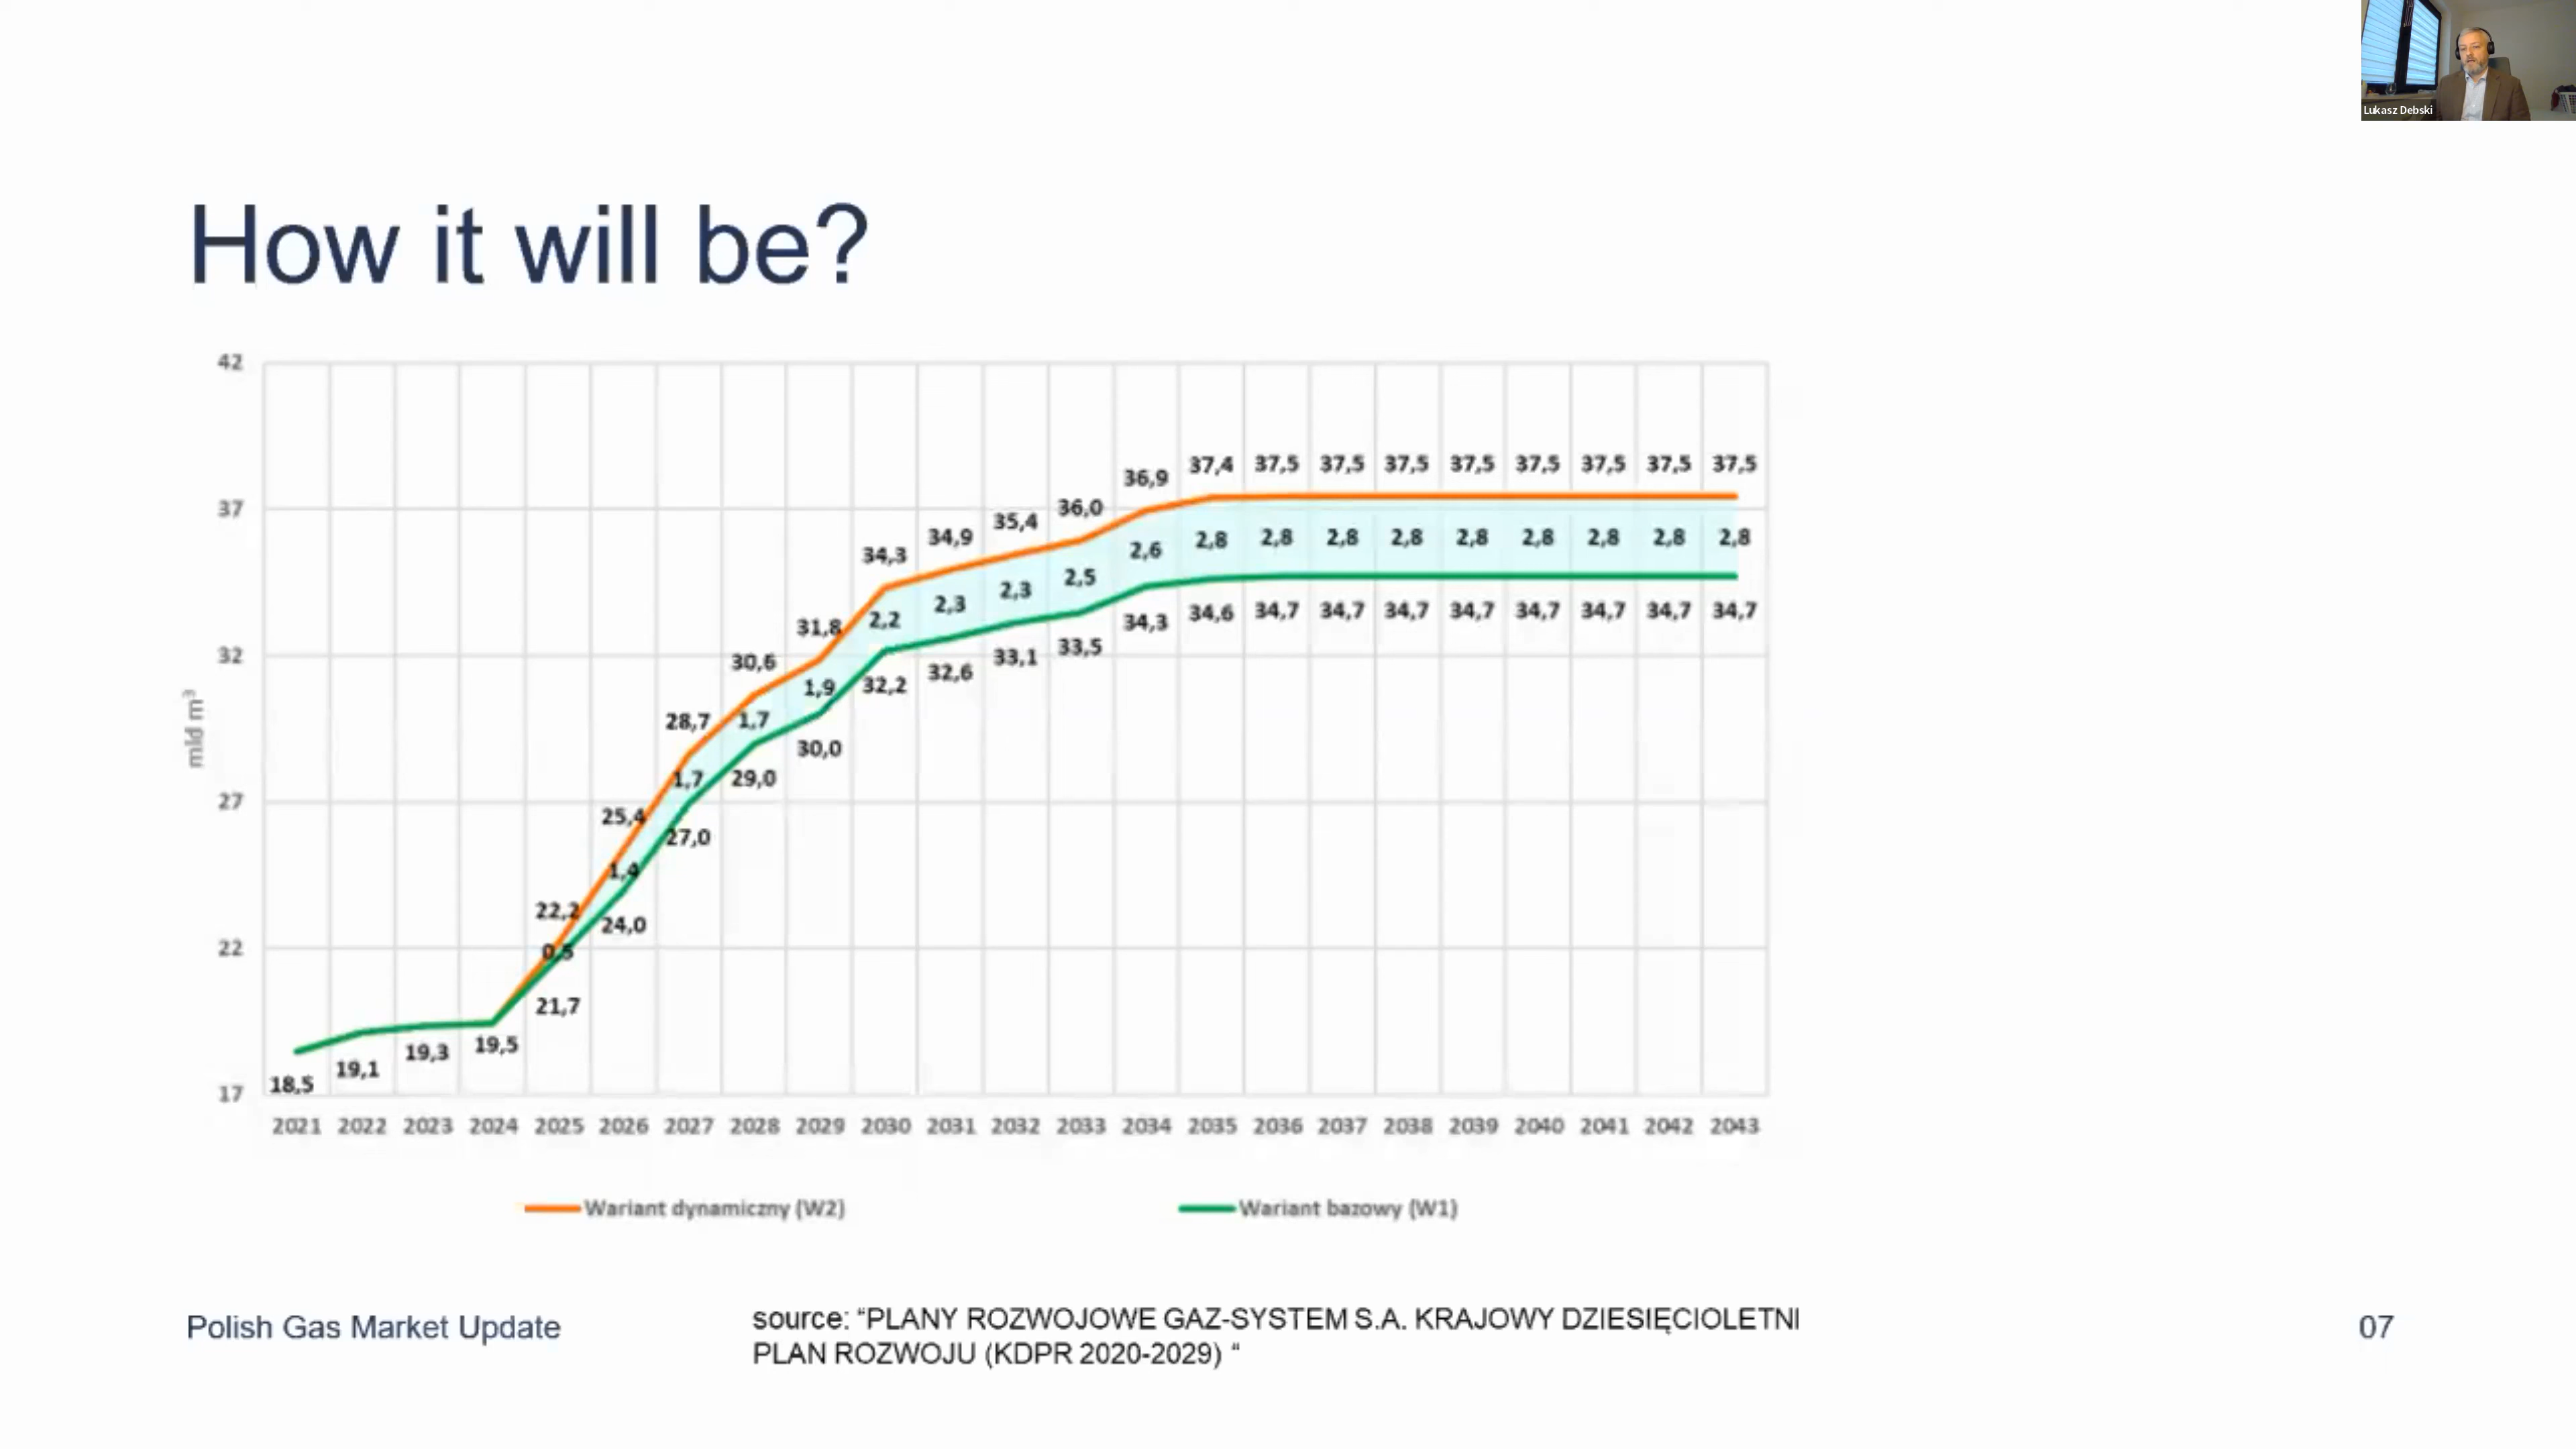 Lukasz Debski
How it will be?
42
37
32
27
22
17
mld m³
36,9 37,4 37,5 37,5 37,5 37,5 37,5 37,5 37,5 37,5
34,3 34,9 35,4 36,0
31,8
30,6
28,7
25,4
22,2
2,2 2,3 2,3 2,5 2,6 2,8 2,8 2,8 2,8 2,8 2,8 2,8 2,8 2,8
1,9
1,7
1,7
1,4
0,5
34,3 34,6 34,7 34,7 34,7 34,7 34,7 34,7 34,7 34,7
32,2 32,6 33,1 33,5
30,0
29,0
27,0
24,0
21,7
18,5 19,1 19,3 19,5
2021 2022 2023 2024 2025 2026 2027 2028 2029 2030 2031 2032 2033 2034 2035 2036 2037 2038 2039 2040 2041 2042 2043
Wariant dynamiczny (W2) Wariant bazowy (W1)
Polish Gas Market Update
source: “PLANY ROZWOJOWE GAZ-SYSTEM S.A. KRAJOWY DZIESIĘCIOLETNI
PLAN ROZWOJU (KDPR 2020-2029) “
07